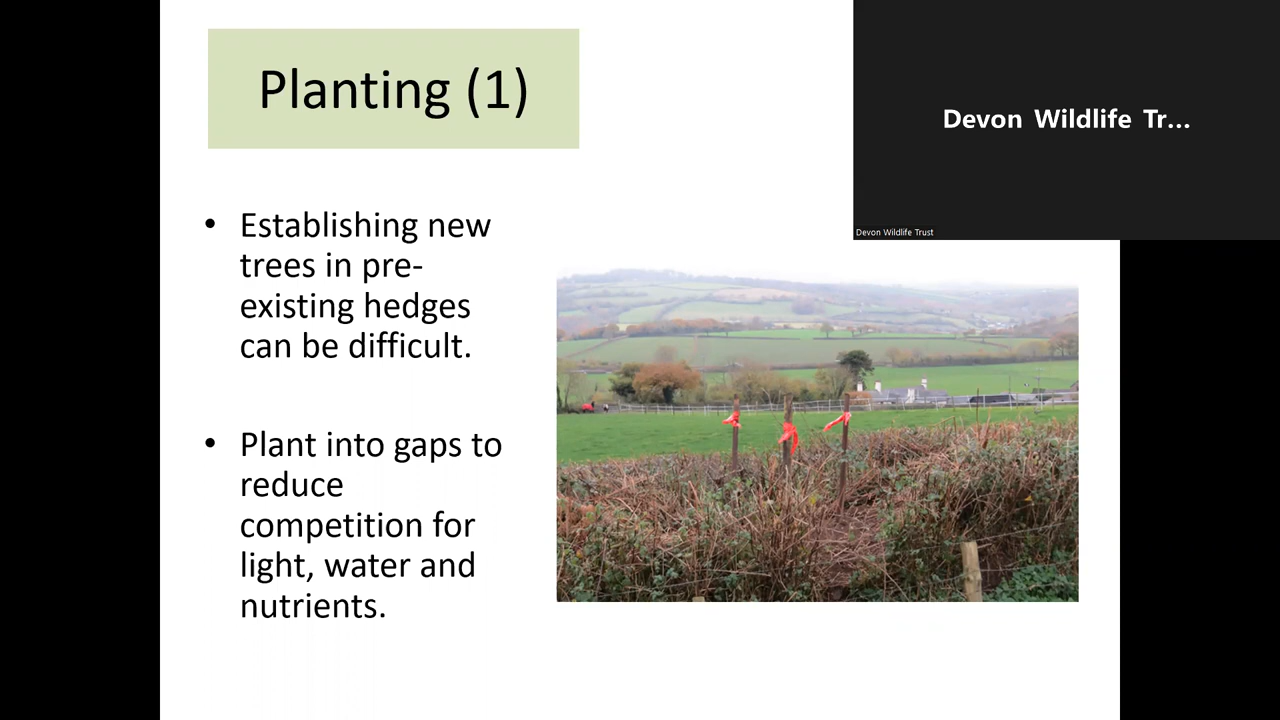 Planting (1)
Devon Wildlife Tr...
Devon Wildlife Trust
• Establishing new
trees in pre-
existing hedges
can be difficult.
• Plant into gaps to
reduce
competition for
light, water and
nutrients.